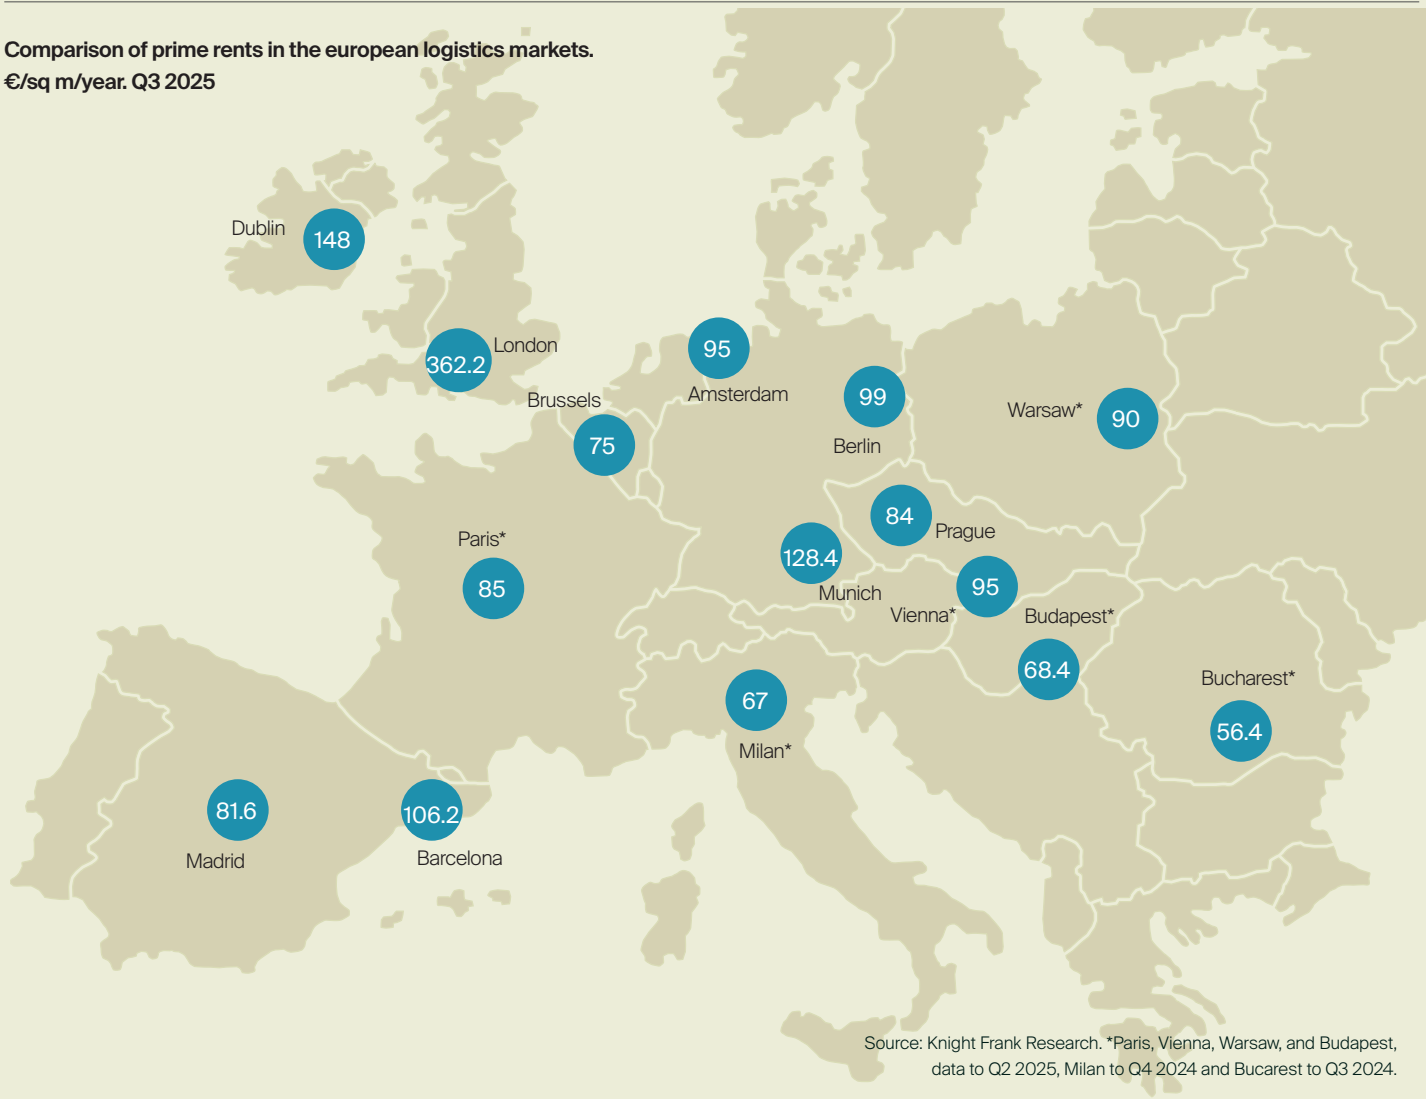 Comparison of prime rents in the european logistics markets.
€/sq m/year. Q3 2025
Dublin
148
London
362.2
95
Amsterdam
Brussels
75
99
Berlin
Warsaw*
90
84
Prague
Paris*
85
128.4
Munich
95
Vienna*
Budapest*
68.4
67
Milan*
Bucharest*
56.4
81.6
Madrid
106.2
Barcelona
Source: Knight Frank Research. *Paris, Vienna, Warsaw, and Budapest,
data to Q2 2025, Milan to Q4 2024 and Bucarest to Q3 2024.